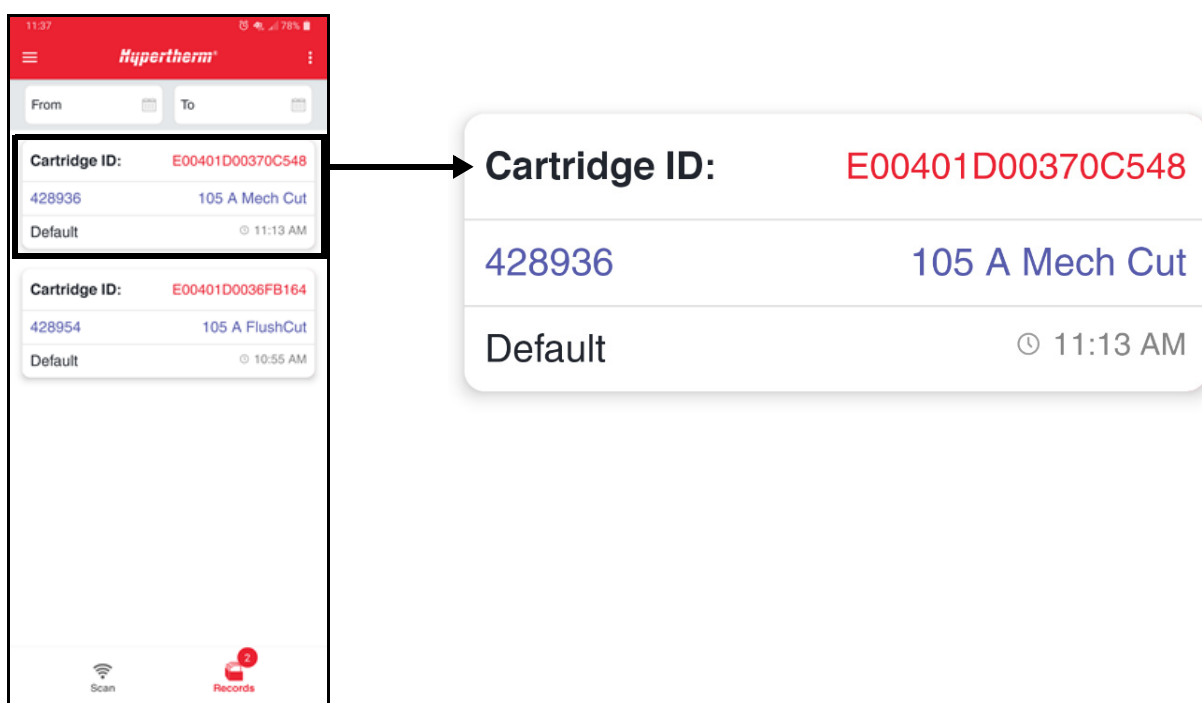 11:37 78%
Hypertherm®
From To
Cartridge ID: E00401D00370C548
428936 105 A Mech Cut
Default 11:13 AM
Cartridge ID: E00401D0036FB164
428954 105 A FlushCut
Default 10:55 AM
2
Scan Records
Cartridge ID: E00401D00370C548
428936 105 A Mech Cut
Default 11:13 AM